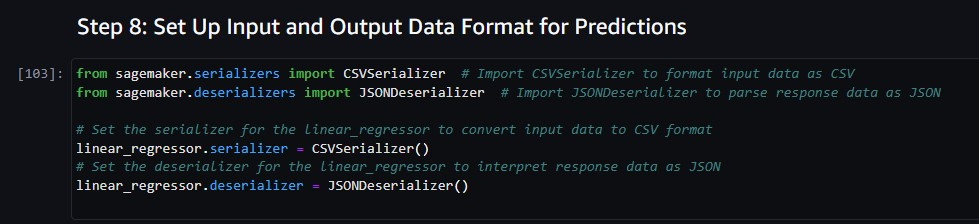 Step 8: Set Up Input and Output Data Format for Predictions
[103]: from sagemaker.serializers import CSVSerializer  # Import CSVSerializer to format input data as CSV
from sagemaker.deserializers import JSONDeserializer  # Import JSONDeserializer to parse response data as JSON
# Set the serializer for the linear_regressor to convert input data to CSV format
linear_regressor.serializer = CSVSerializer()
# Set the deserializer for the linear_regressor to interpret response data as JSON
linear_regressor.deserializer = JSONDeserializer()